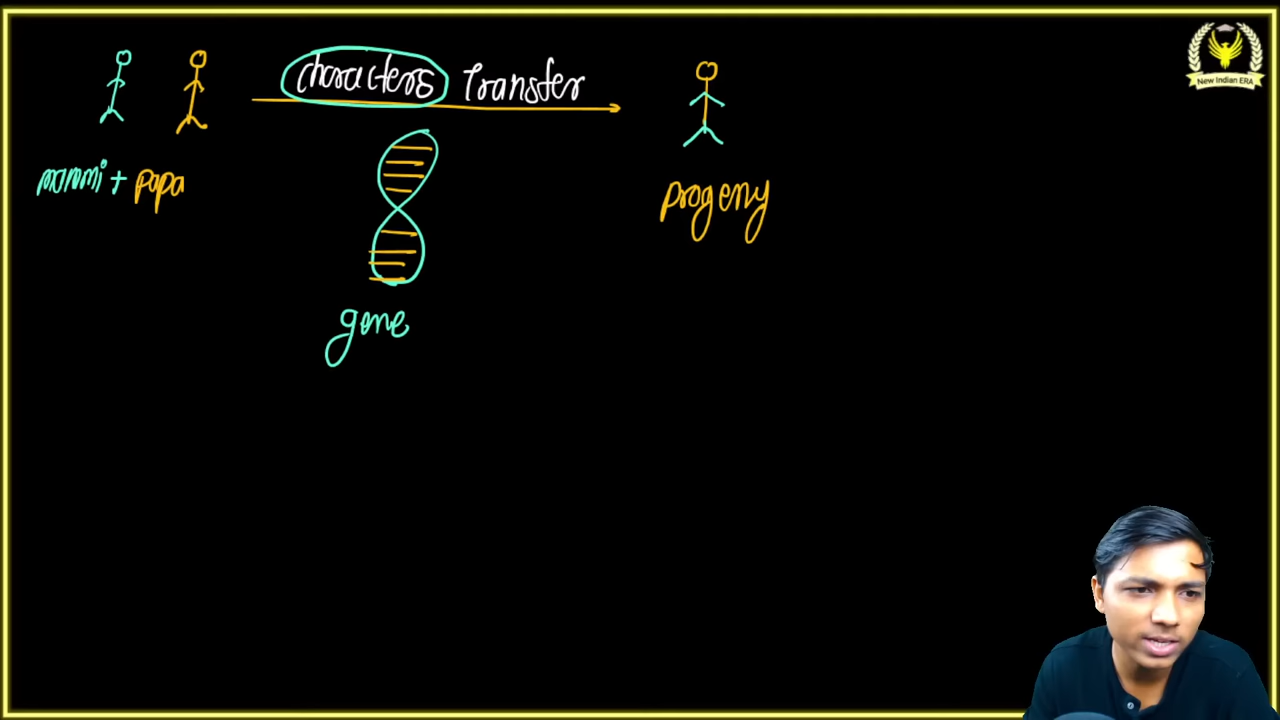 characters Transfer
mammi + papa
progeny
gene
New Indian ERA